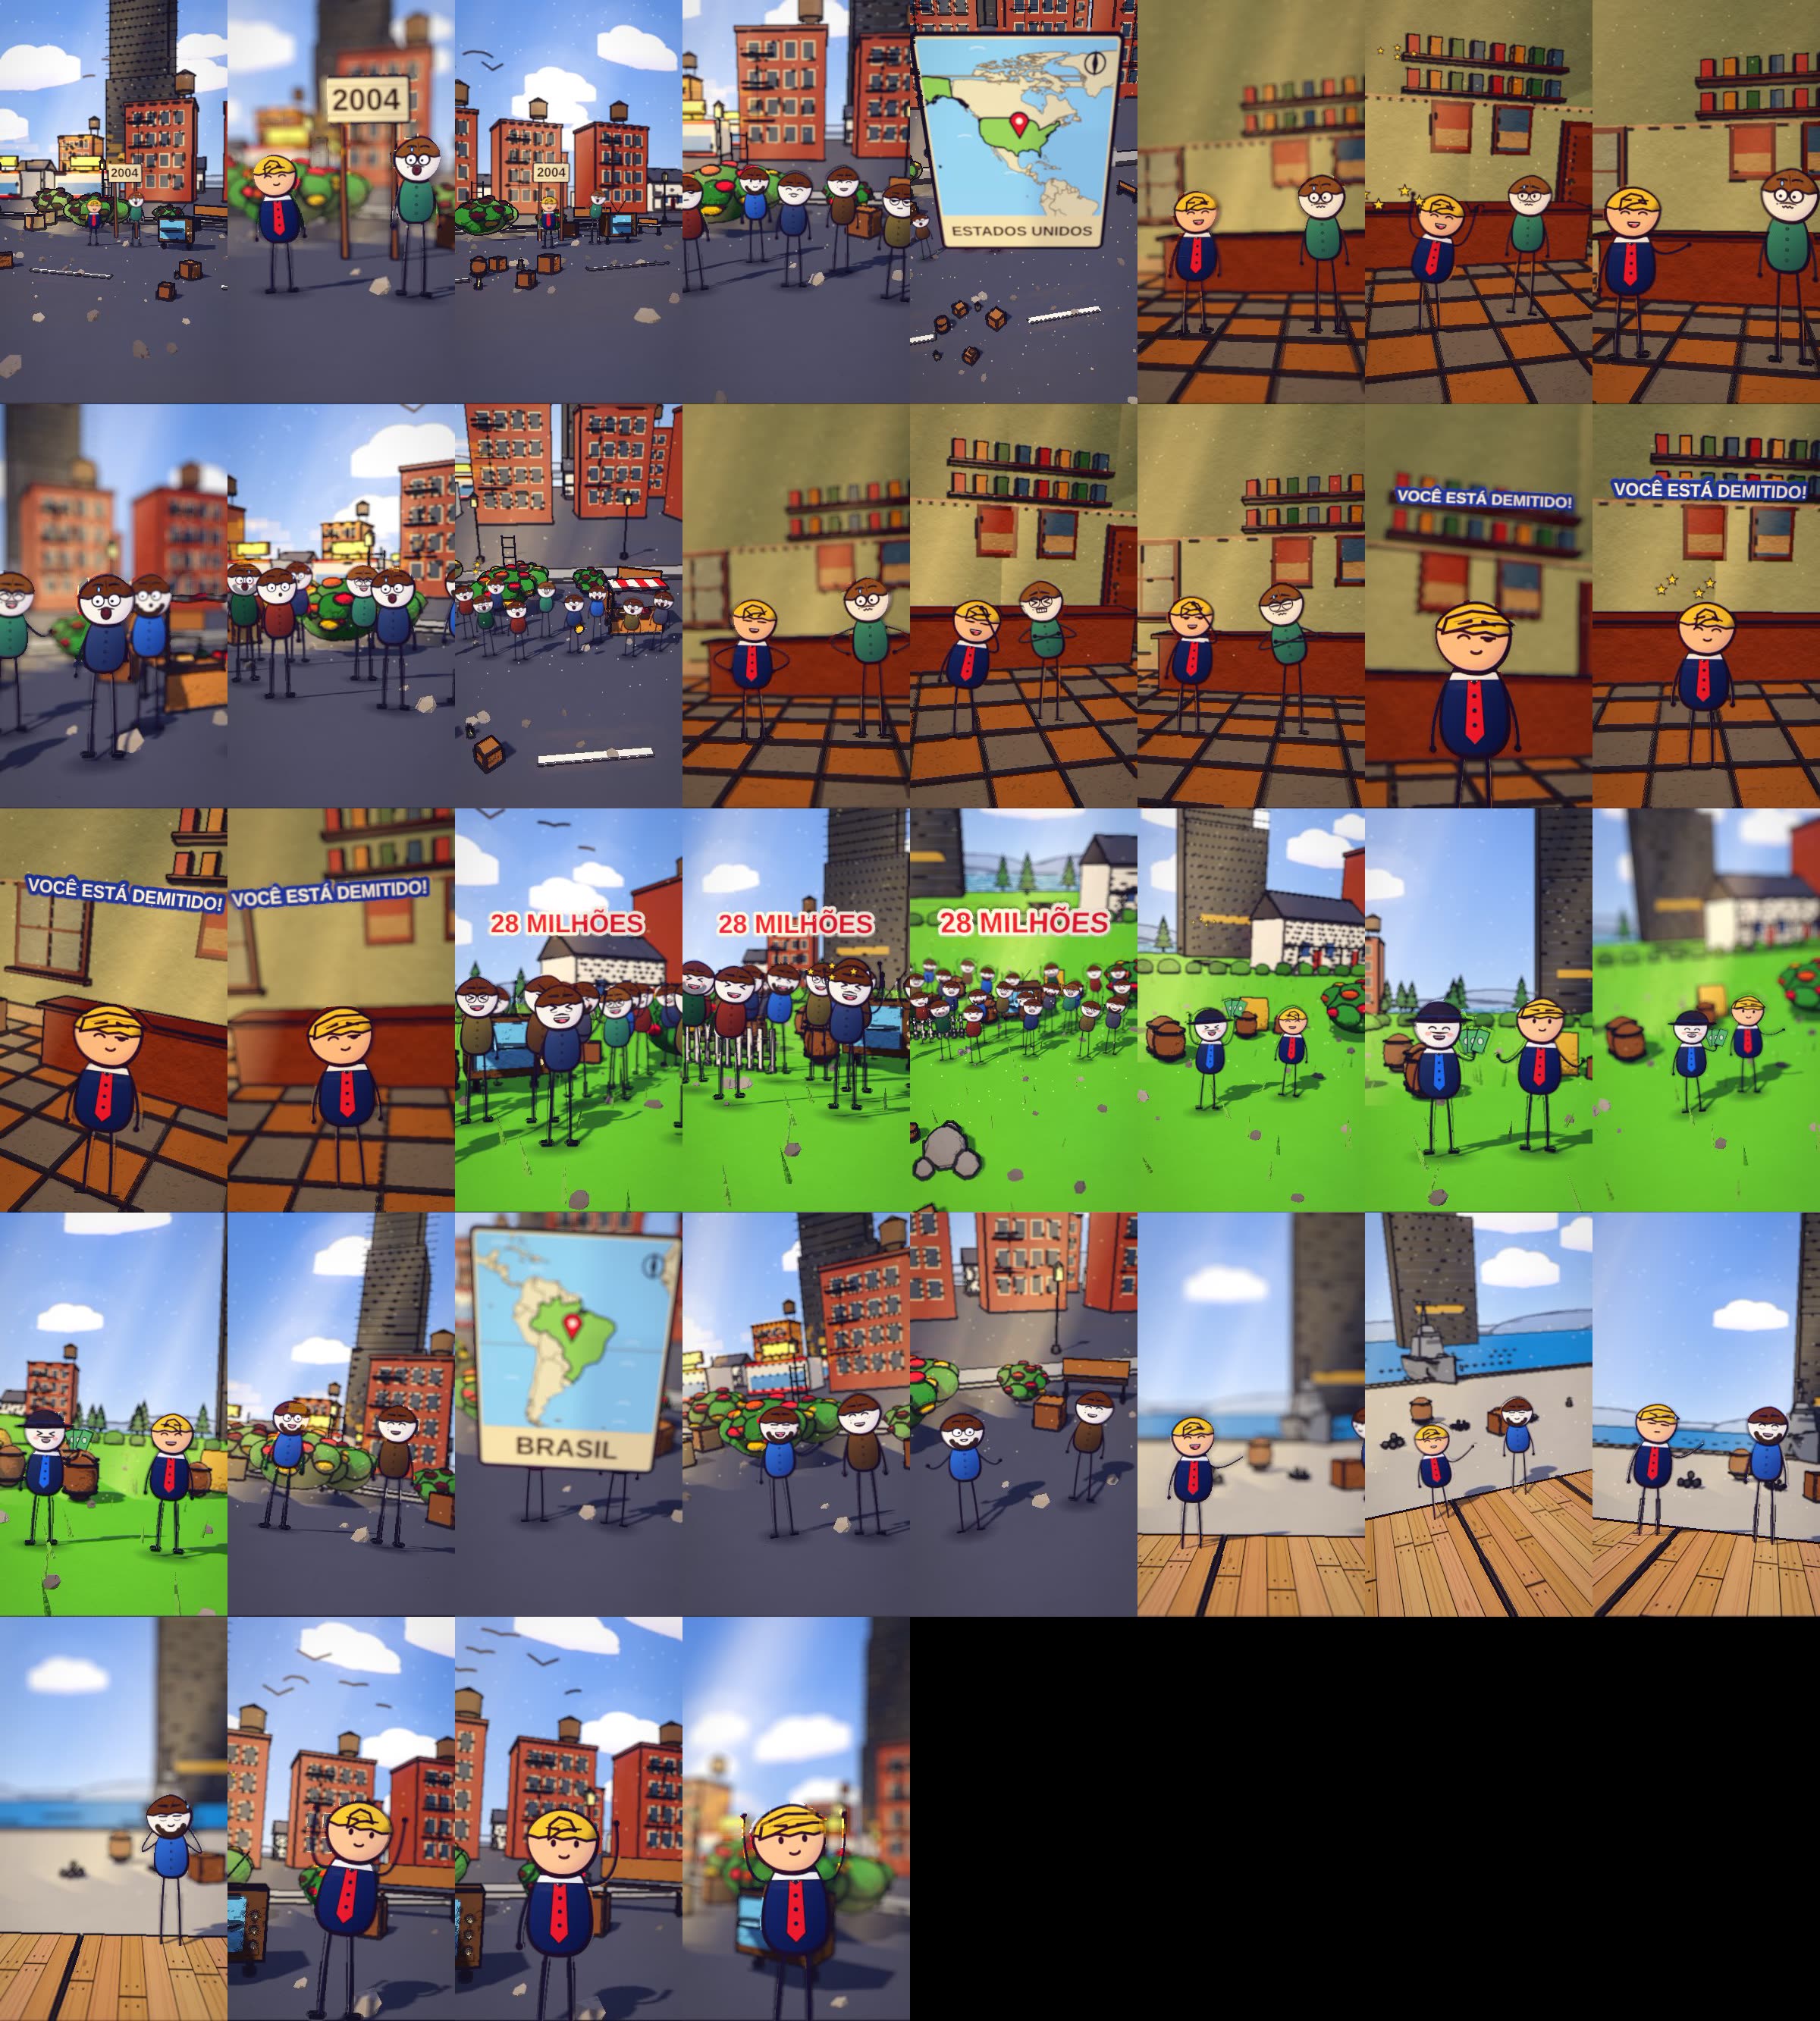 2004
2004
2004
ESTADOS UNIDOS
VOCÊ ESTÁ DEMITIDO!
VOCÊ ESTÁ DEMITIDO!
VOCÊ ESTÁ DEMITIDO!
VOCÊ ESTÁ DEMITIDO!
28 MILHÕES
28 MILHÕES
28 MILHÕES
BRASIL